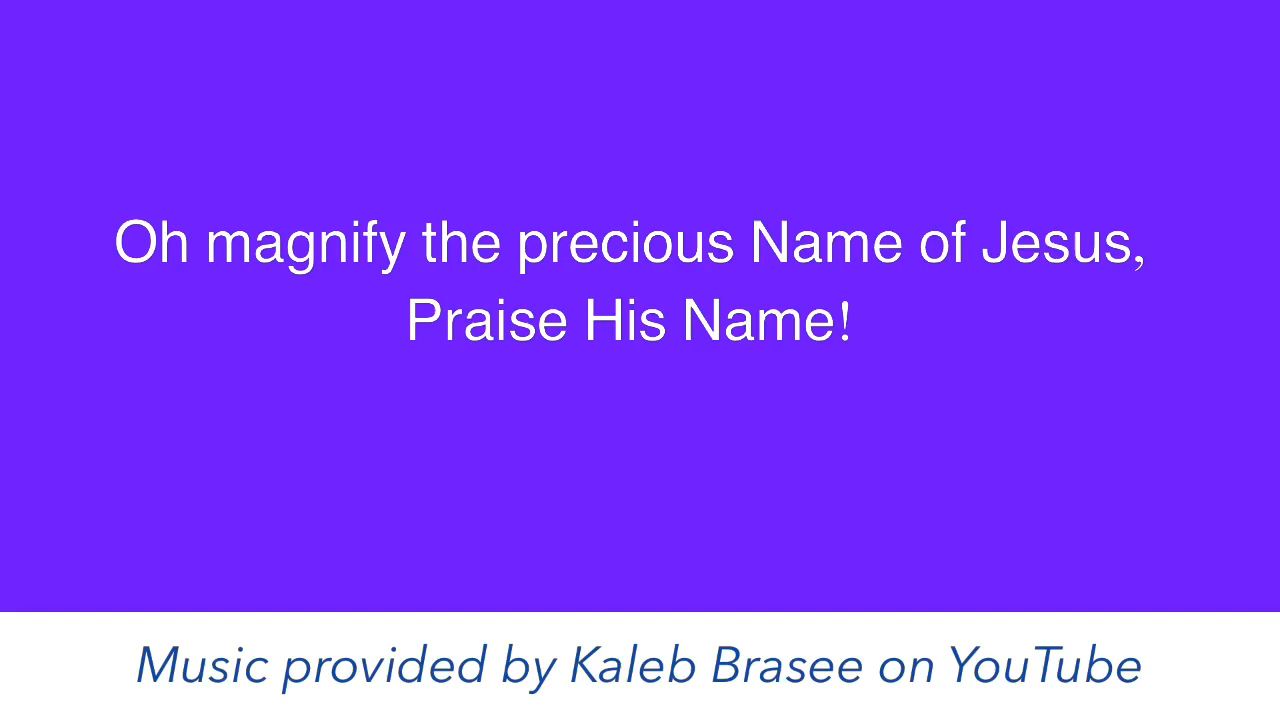 Oh magnify the precious Name of Jesus,
Praise His Name!
Music provided by Kaleb Brasee on YouTube